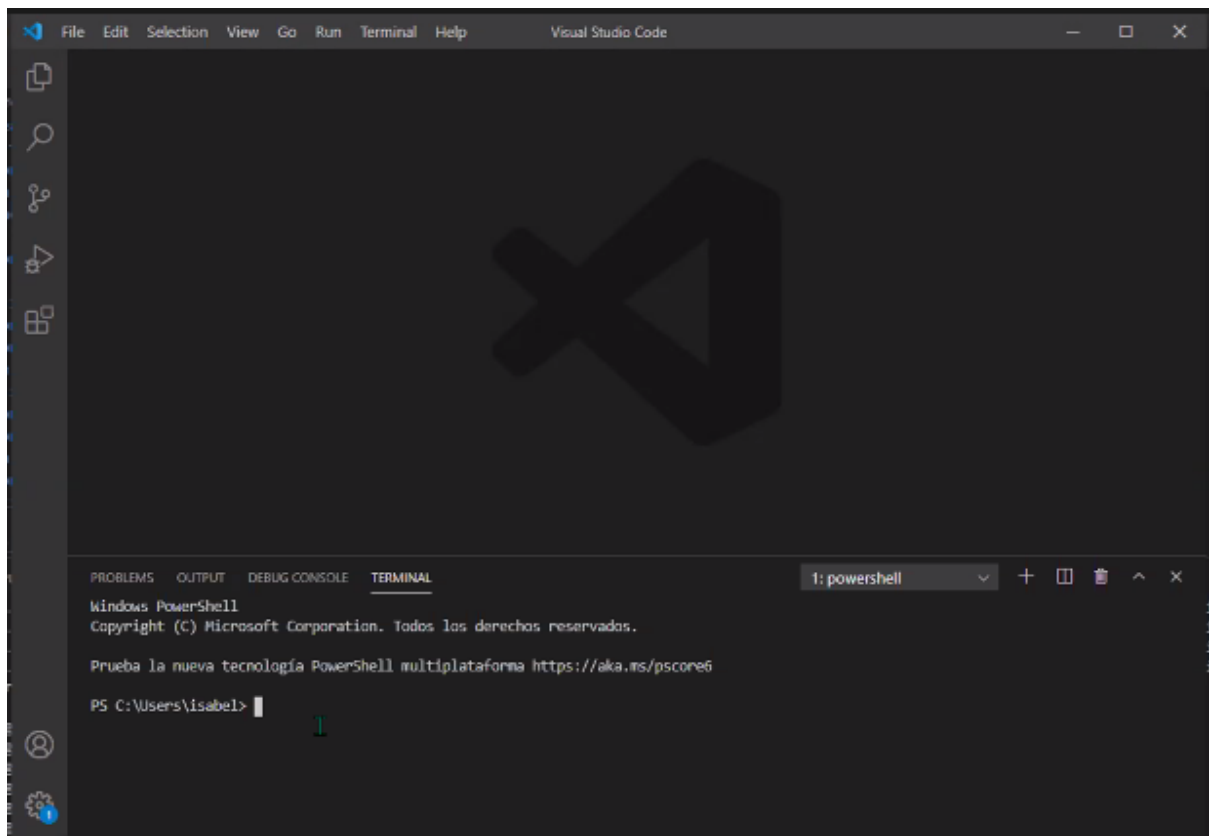 File Edit Selection View Go Run Terminal Help Visual Studio Code
PROBLEMS OUTPUT DEBUG CONSOLE TERMINAL 1: powershell
Windows PowerShell
Copyright (C) Microsoft Corporation. Todos los derechos reservados.
Prueba la nueva tecnología PowerShell multiplataforma https://aka.ms/pscore6
PS C:\Users\isabel>
1